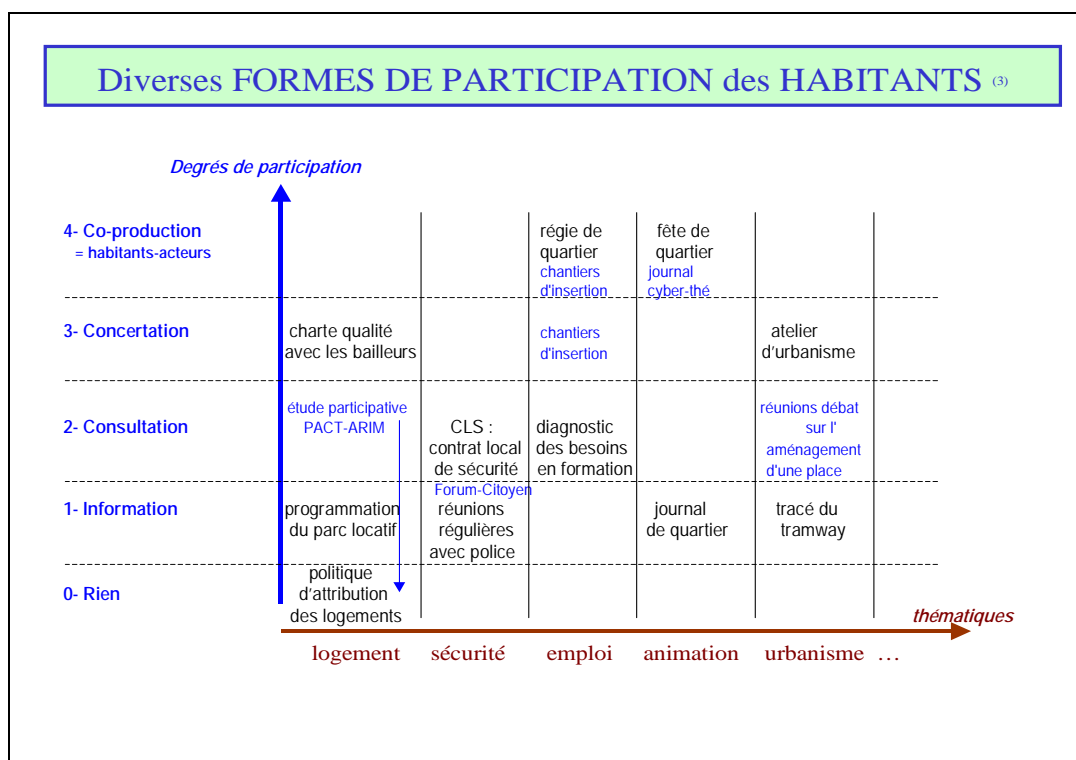 Diverses FORMES DE PARTICIPATION des HABITANTS (3)
Degrés de participation
4- Co-production
= habitants-acteurs
régie de
quartier
chantiers
d'insertion
fête de
quartier
journal
cyber-thé
3- Concertation
charte qualité
avec les bailleurs
chantiers
d'insertion
atelier
d'urbanisme
2- Consultation
étude participative
PACT-ARIM
CLS :
contrat local
de sécurité
Forum-Citoyen
diagnostic
des besoins
en formation
réunions débat
sur l'
aménagement
d'une place
1- Information
programmation
du parc locatif
réunions
régulières
avec police
journal
de quartier
tracé du
tramway
0- Rien
politique
d'attribution
des logements
thématiques
logement sécurité emploi animation urbanisme …